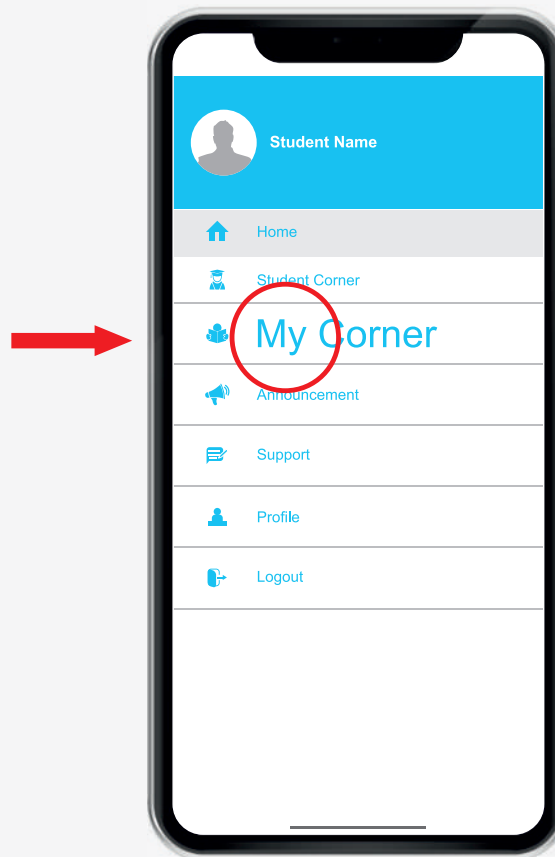 Student Name
Home
Student Corner
My Corner
Announcement
Support
Profile
Logout